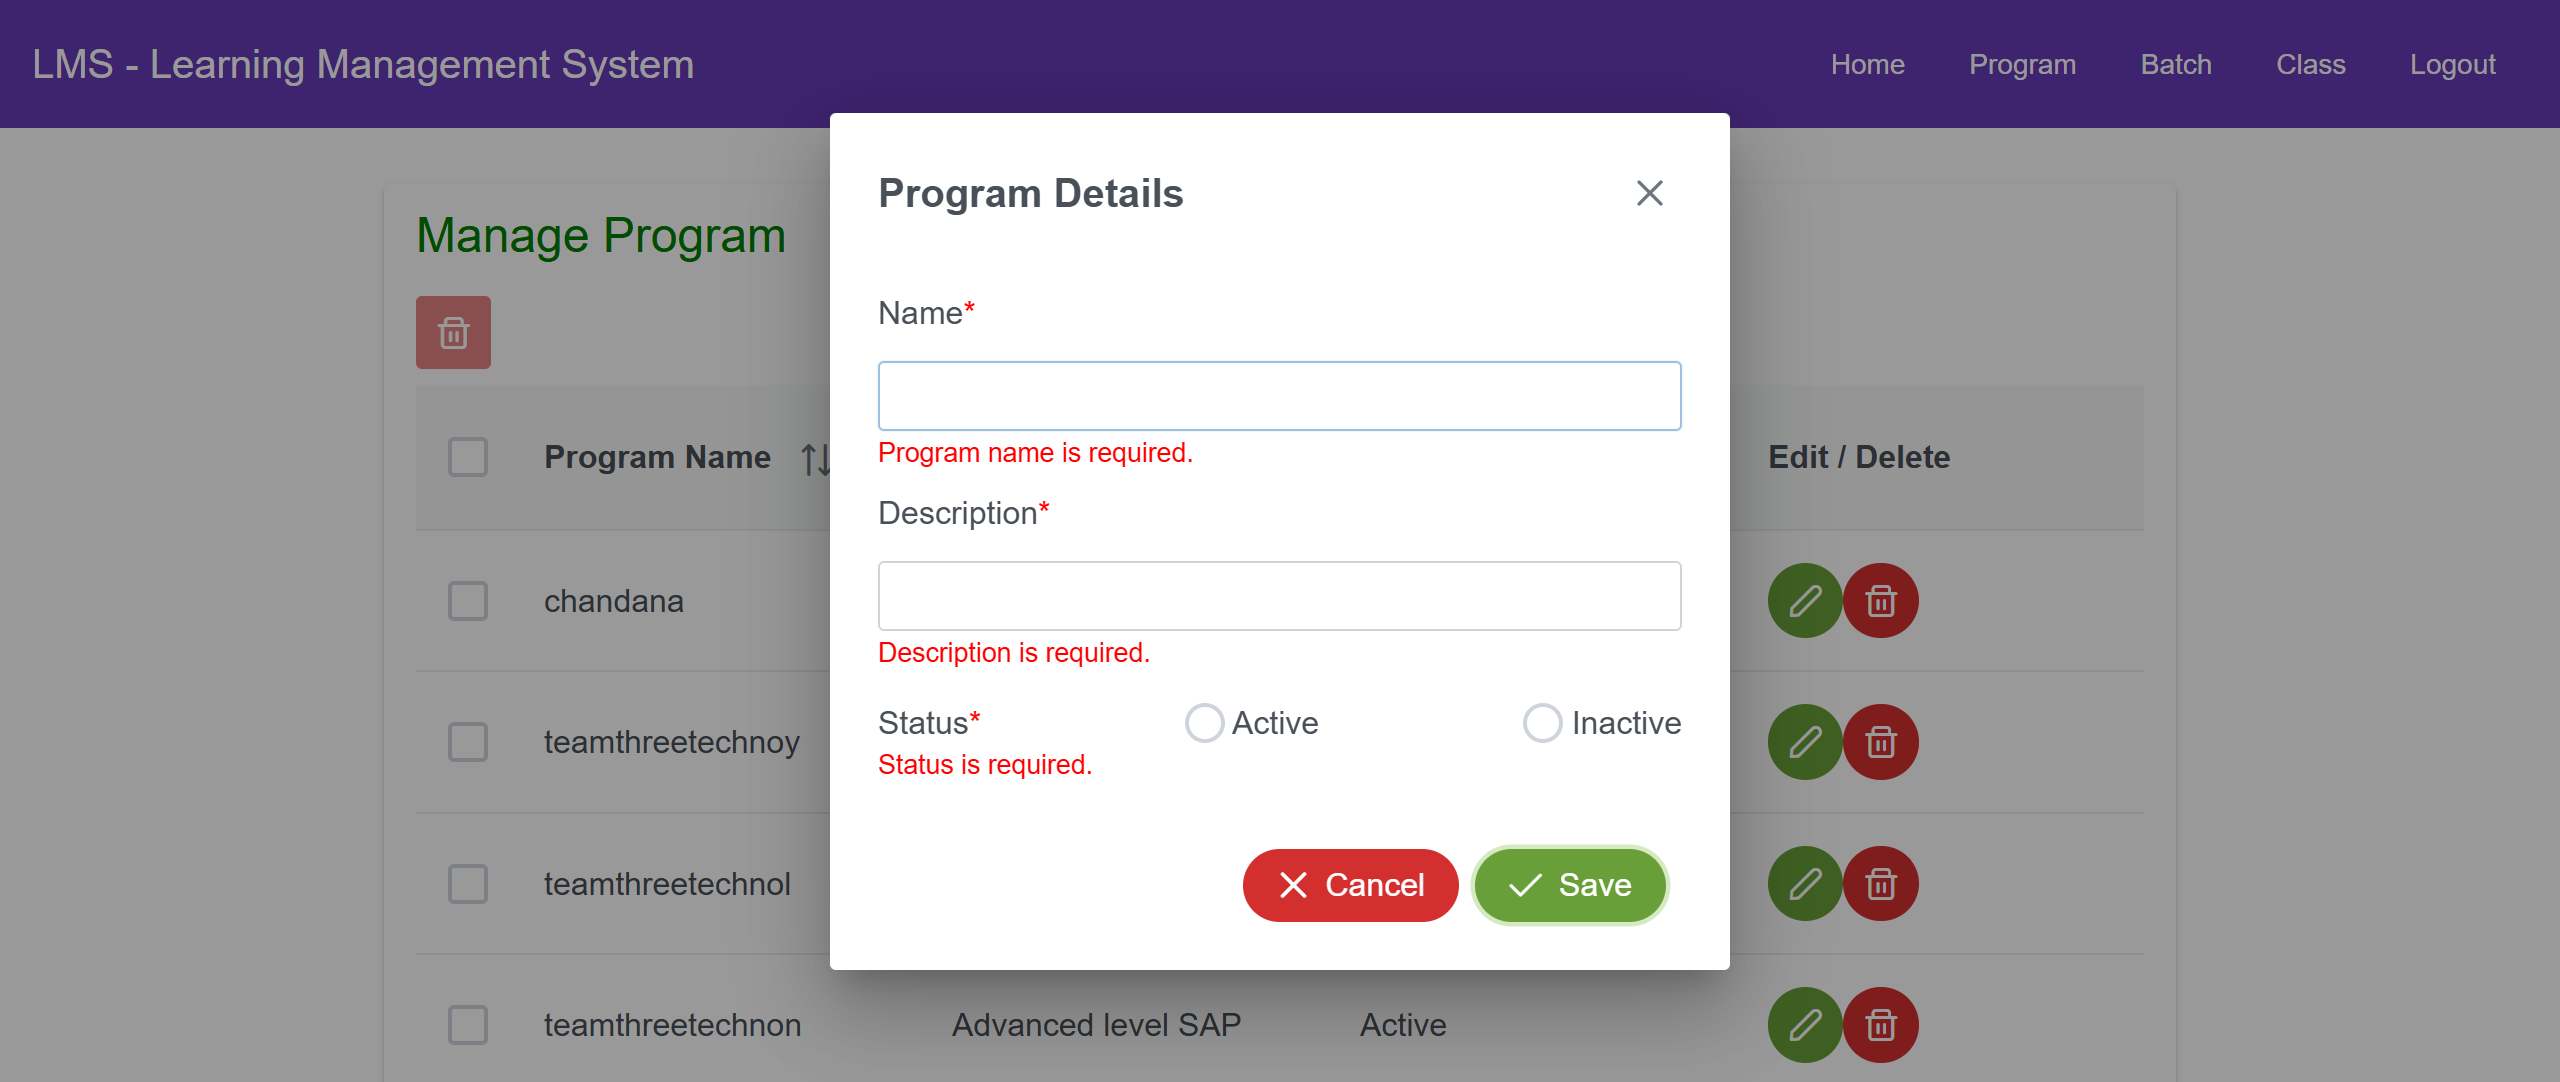 LMS - Learning Management System
Home Program Batch Class Logout
Program Details
Manage Program
Name*
Program name is required.
Program Name
Edit / Delete
Description*
chandana
Description is required.
Status* Active Inactive
teamthreetechnoy
Status is required.
teamthreetechnol
Cancel Save
teamthreetechnon Advanced level SAP Active